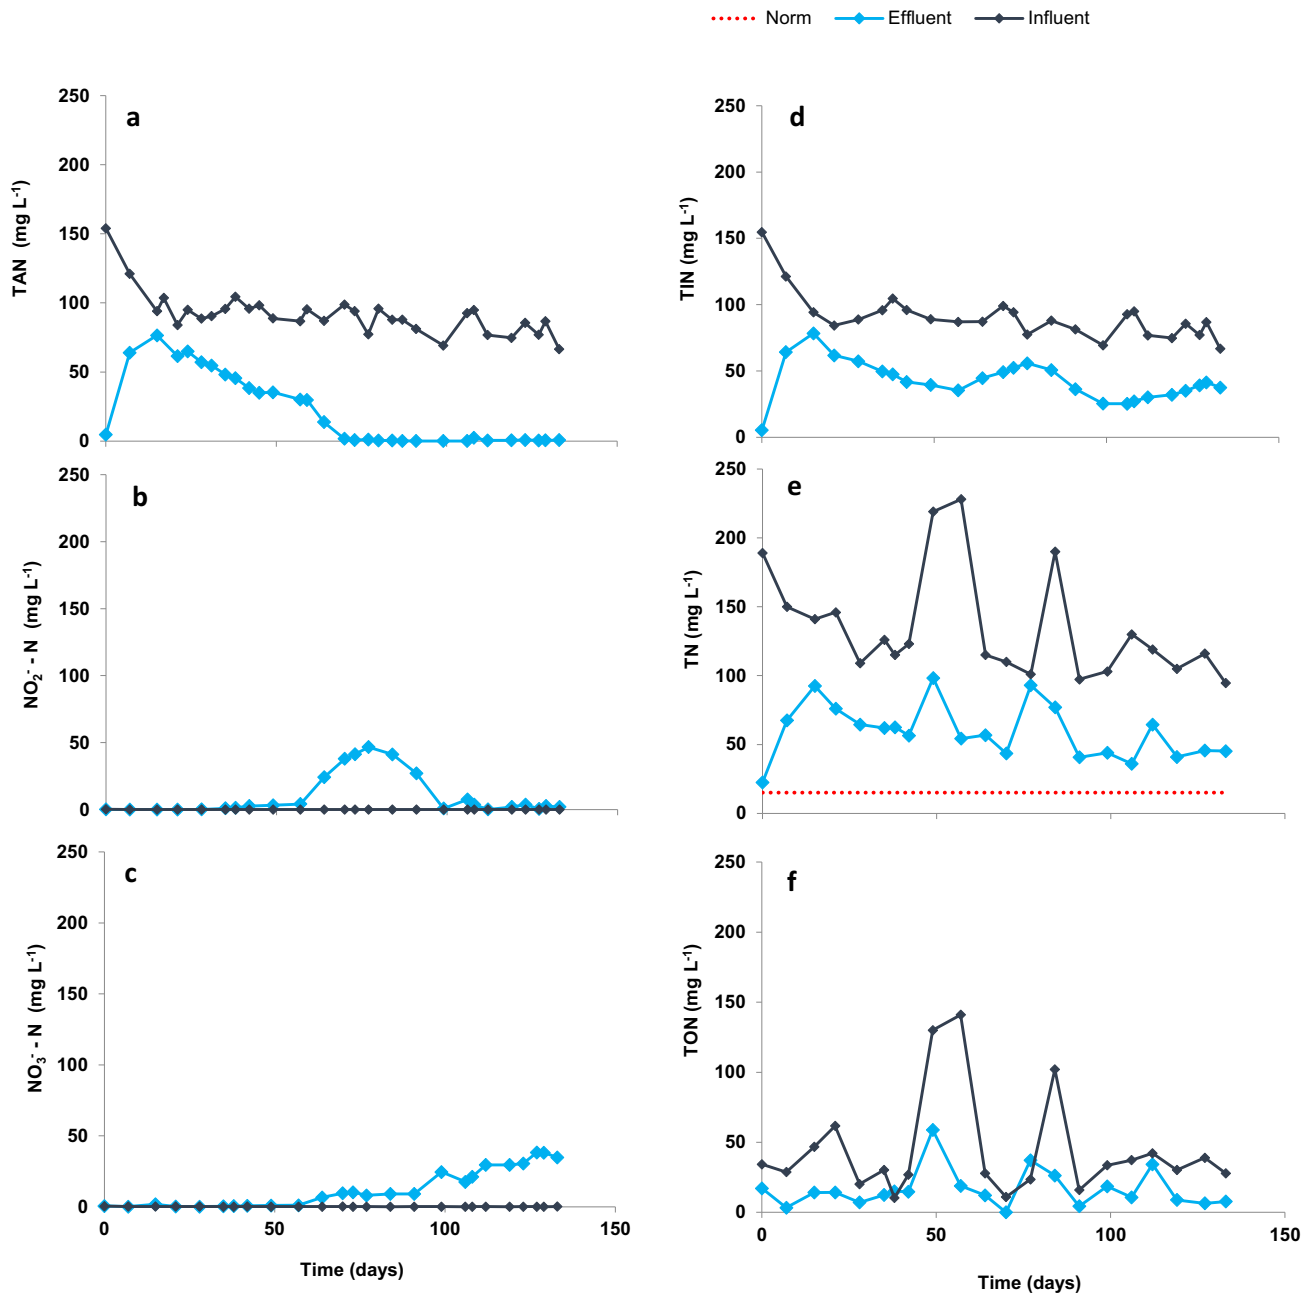 Norm Effluent Influent
a
250
200
150
100
50
0
TAN (mg L-1)
d
250
200
150
100
50
0
TIN (mg L-1)
b
250
200
150
100
50
0
NO2- - N (mg L-1)
e
250
200
150
100
50
0
TN (mg L-1)
c
250
200
150
100
50
0
NO3- - N (mg L-1)
0 50 100 150
Time (days)
f
250
200
150
100
50
0
TON (mg L-1)
0 50 100 150
Time (days)